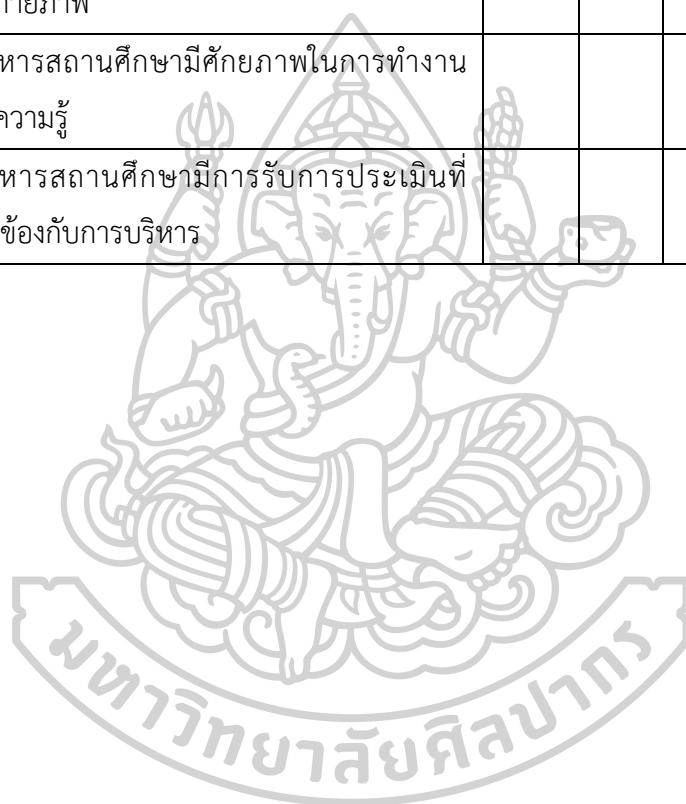 กายภาพ
หารสถานศึกษามีศักยภาพในการทำงาน
ความรู้
หารสถานศึกษามีการรับการประเมินที่
ข้องกับการบริหาร
มหาวิทยาลัยศิลปากร